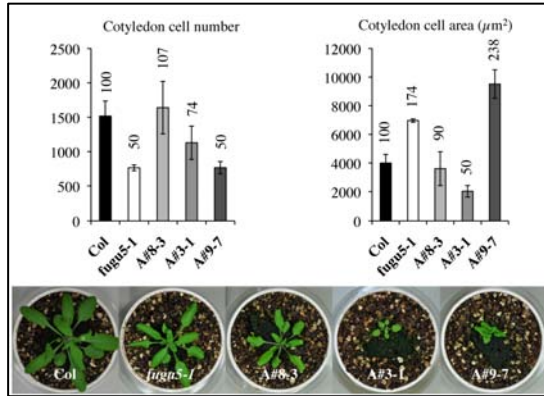 Cotyledon cell number
2500
2000
1500
1000
500
0
100
50
107
74
50
Col
fugu5-1
A#8-3
A#3-1
A#9-7
Cotyledon cell area (µm²)
12000
10000
8000
6000
4000
2000
0
100
174
90
50
238
Col
fugu5-1
A#8-3
A#3-1
A#9-7
Col
fugu5-1
A#8-3
A#3-1
A#9-7